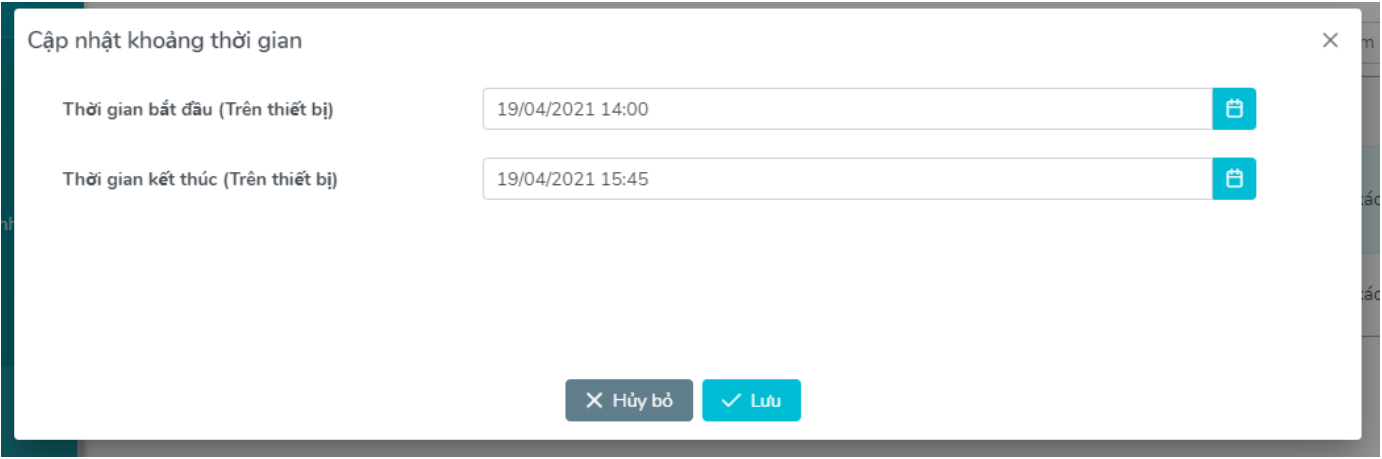 Cập nhật khoảng thời gian
Thời gian bắt đầu (Trên thiết bị) 19/04/2021 14:00
Thời gian kết thúc (Trên thiết bị) 19/04/2021 15:45
Hủy bỏ Lưu